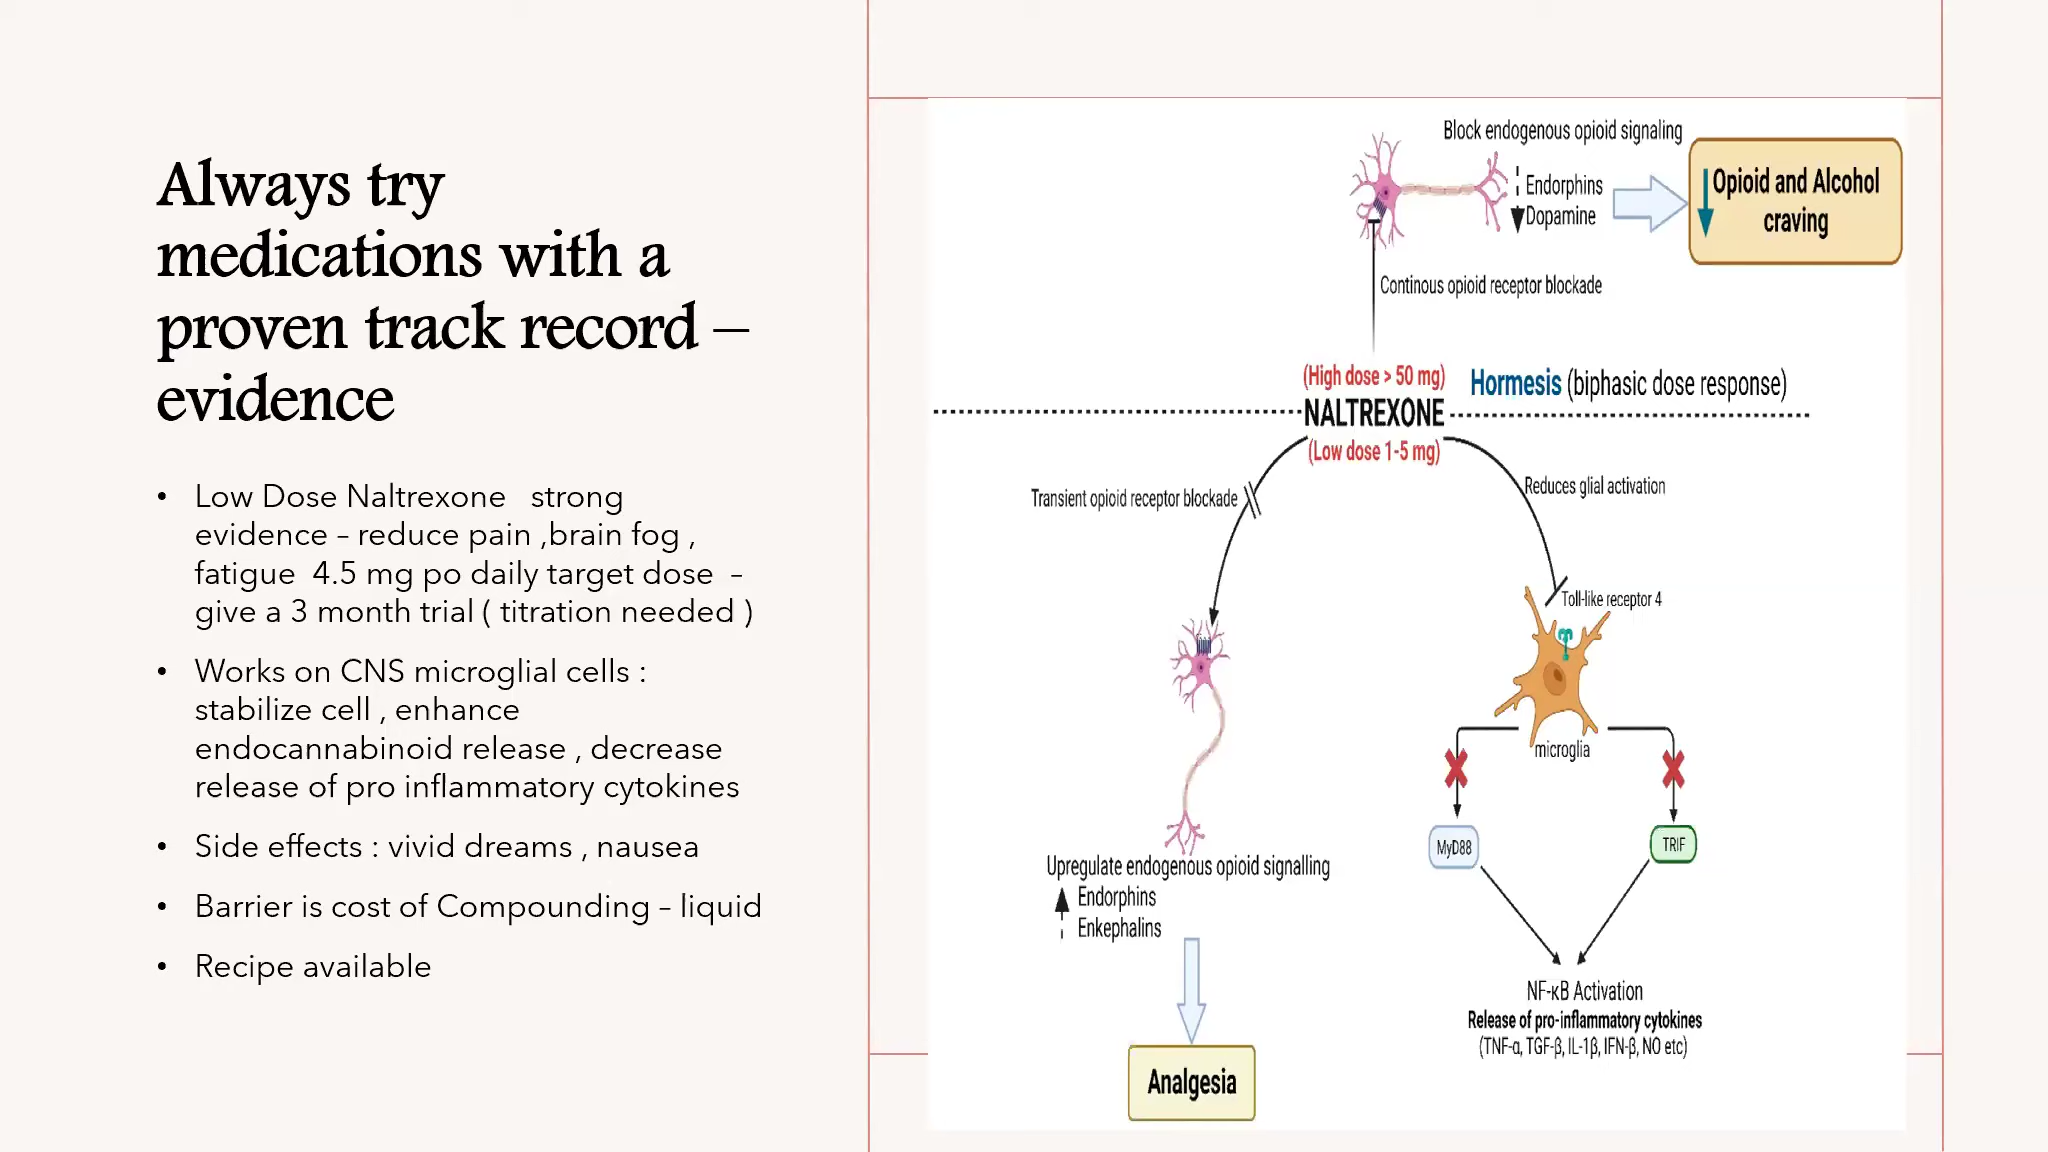 Always try
medications with a
proven track record –
evidence
• Low Dose Naltrexone strong
evidence – reduce pain ,brain fog ,
fatigue 4.5 mg po daily target dose –
give a 3 month trial ( titration needed )
• Works on CNS microglial cells :
stabilize cell , enhance
endocannabinoid release , decrease
release of pro inflammatory cytokines
• Side effects : vivid dreams , nausea
• Barrier is cost of Compounding – liquid
• Recipe available
Block endogenous opioid signaling
Endorphins
Dopamine
Opioid and Alcohol
craving
Continous opioid receptor blockade
(High dose > 50 mg)
Hormesis (biphasic dose response)
NALTREXONE
(Low dose 1-5 mg)
Transient opioid receptor blockade
Reduces glial activation
Toll-like receptor 4
microglia
MyD88
TRIF
Upregulate endogenous opioid signalling
Endorphins
Enkephalins
NF-κB Activation
Release of pro-inflammatory cytokines
(TNF-α, TGF-β, IL-1β, IFN-β, NO etc)
Analgesia